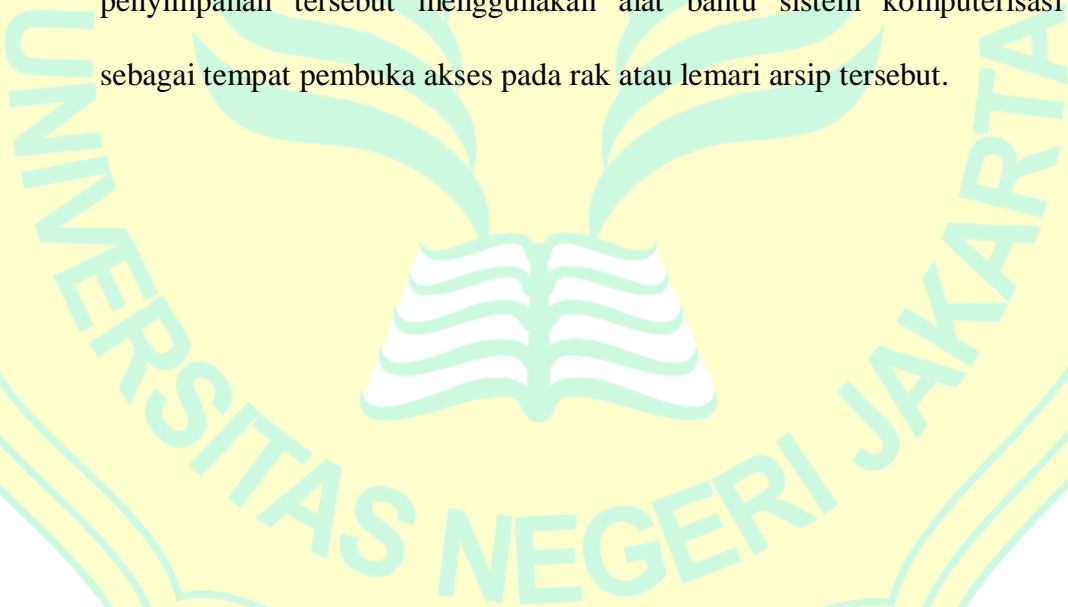 penyimpanan tersebut menggunakan alat bantu sistem komputerisasi
sebagai tempat pembuka akses pada rak atau lemari arsip tersebut.
UNIVERSITAS NEGERI JAKARTA